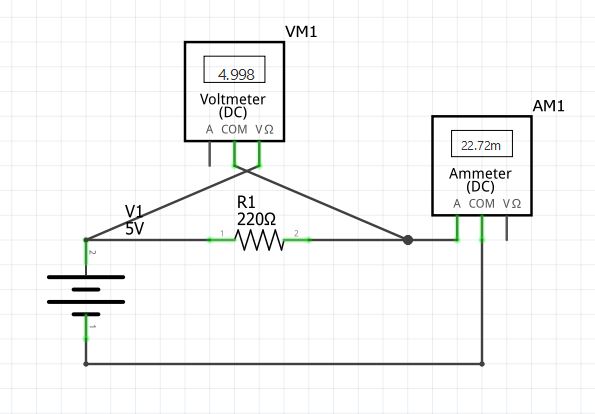 VM1
4.998
Voltmeter
(DC)
A COM VΩ
AM1
22.72m
Ammeter
(DC)
A COM VΩ
V1
5V
R1
220Ω
1 2
2
1